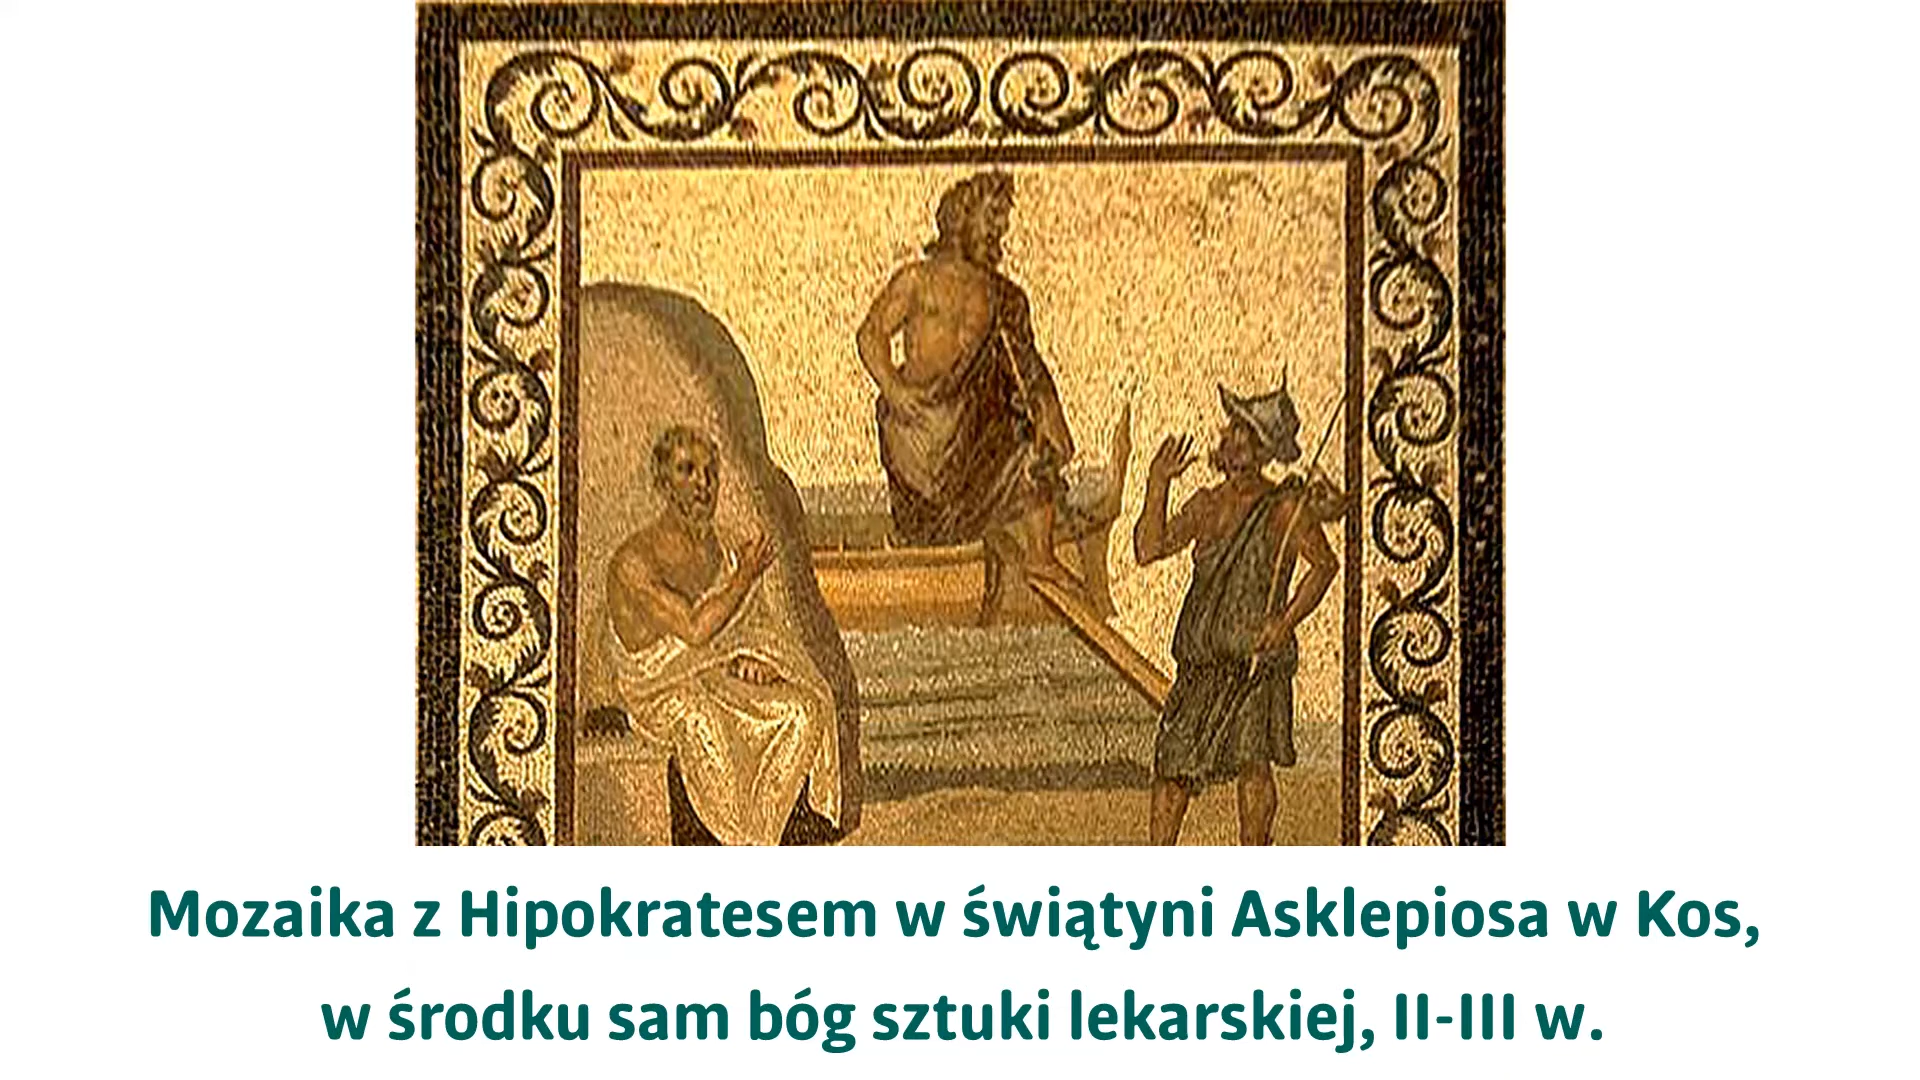 Mozaika z Hipokratesem w świątyni Asklepiosa w Kos,
w środku sam bóg sztuki lekarskiej, II-III w.